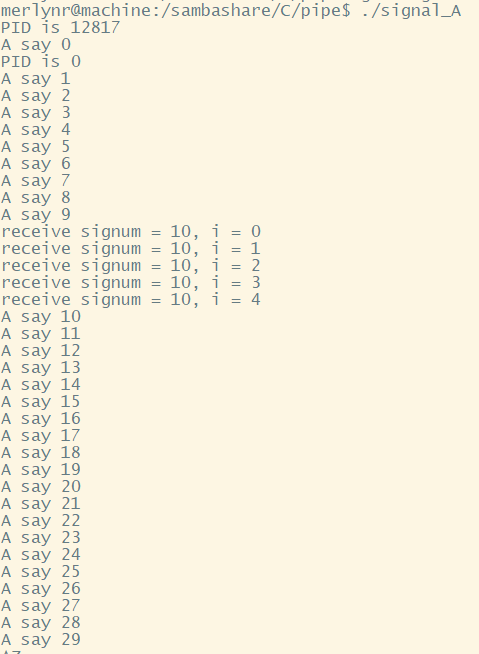 merlynr@machine:/sambashare/C/pipe$ ./signal_A
PID is 12817
A say 0
PID is 0
A say 1
A say 2
A say 3
A say 4
A say 5
A say 6
A say 7
A say 8
A say 9
receive signum = 10, i = 0
receive signum = 10, i = 1
receive signum = 10, i = 2
receive signum = 10, i = 3
receive signum = 10, i = 4
A say 10
A say 11
A say 12
A say 13
A say 14
A say 15
A say 16
A say 17
A say 18
A say 19
A say 20
A say 21
A say 22
A say 23
A say 24
A say 25
A say 26
A say 27
A say 28
A say 29